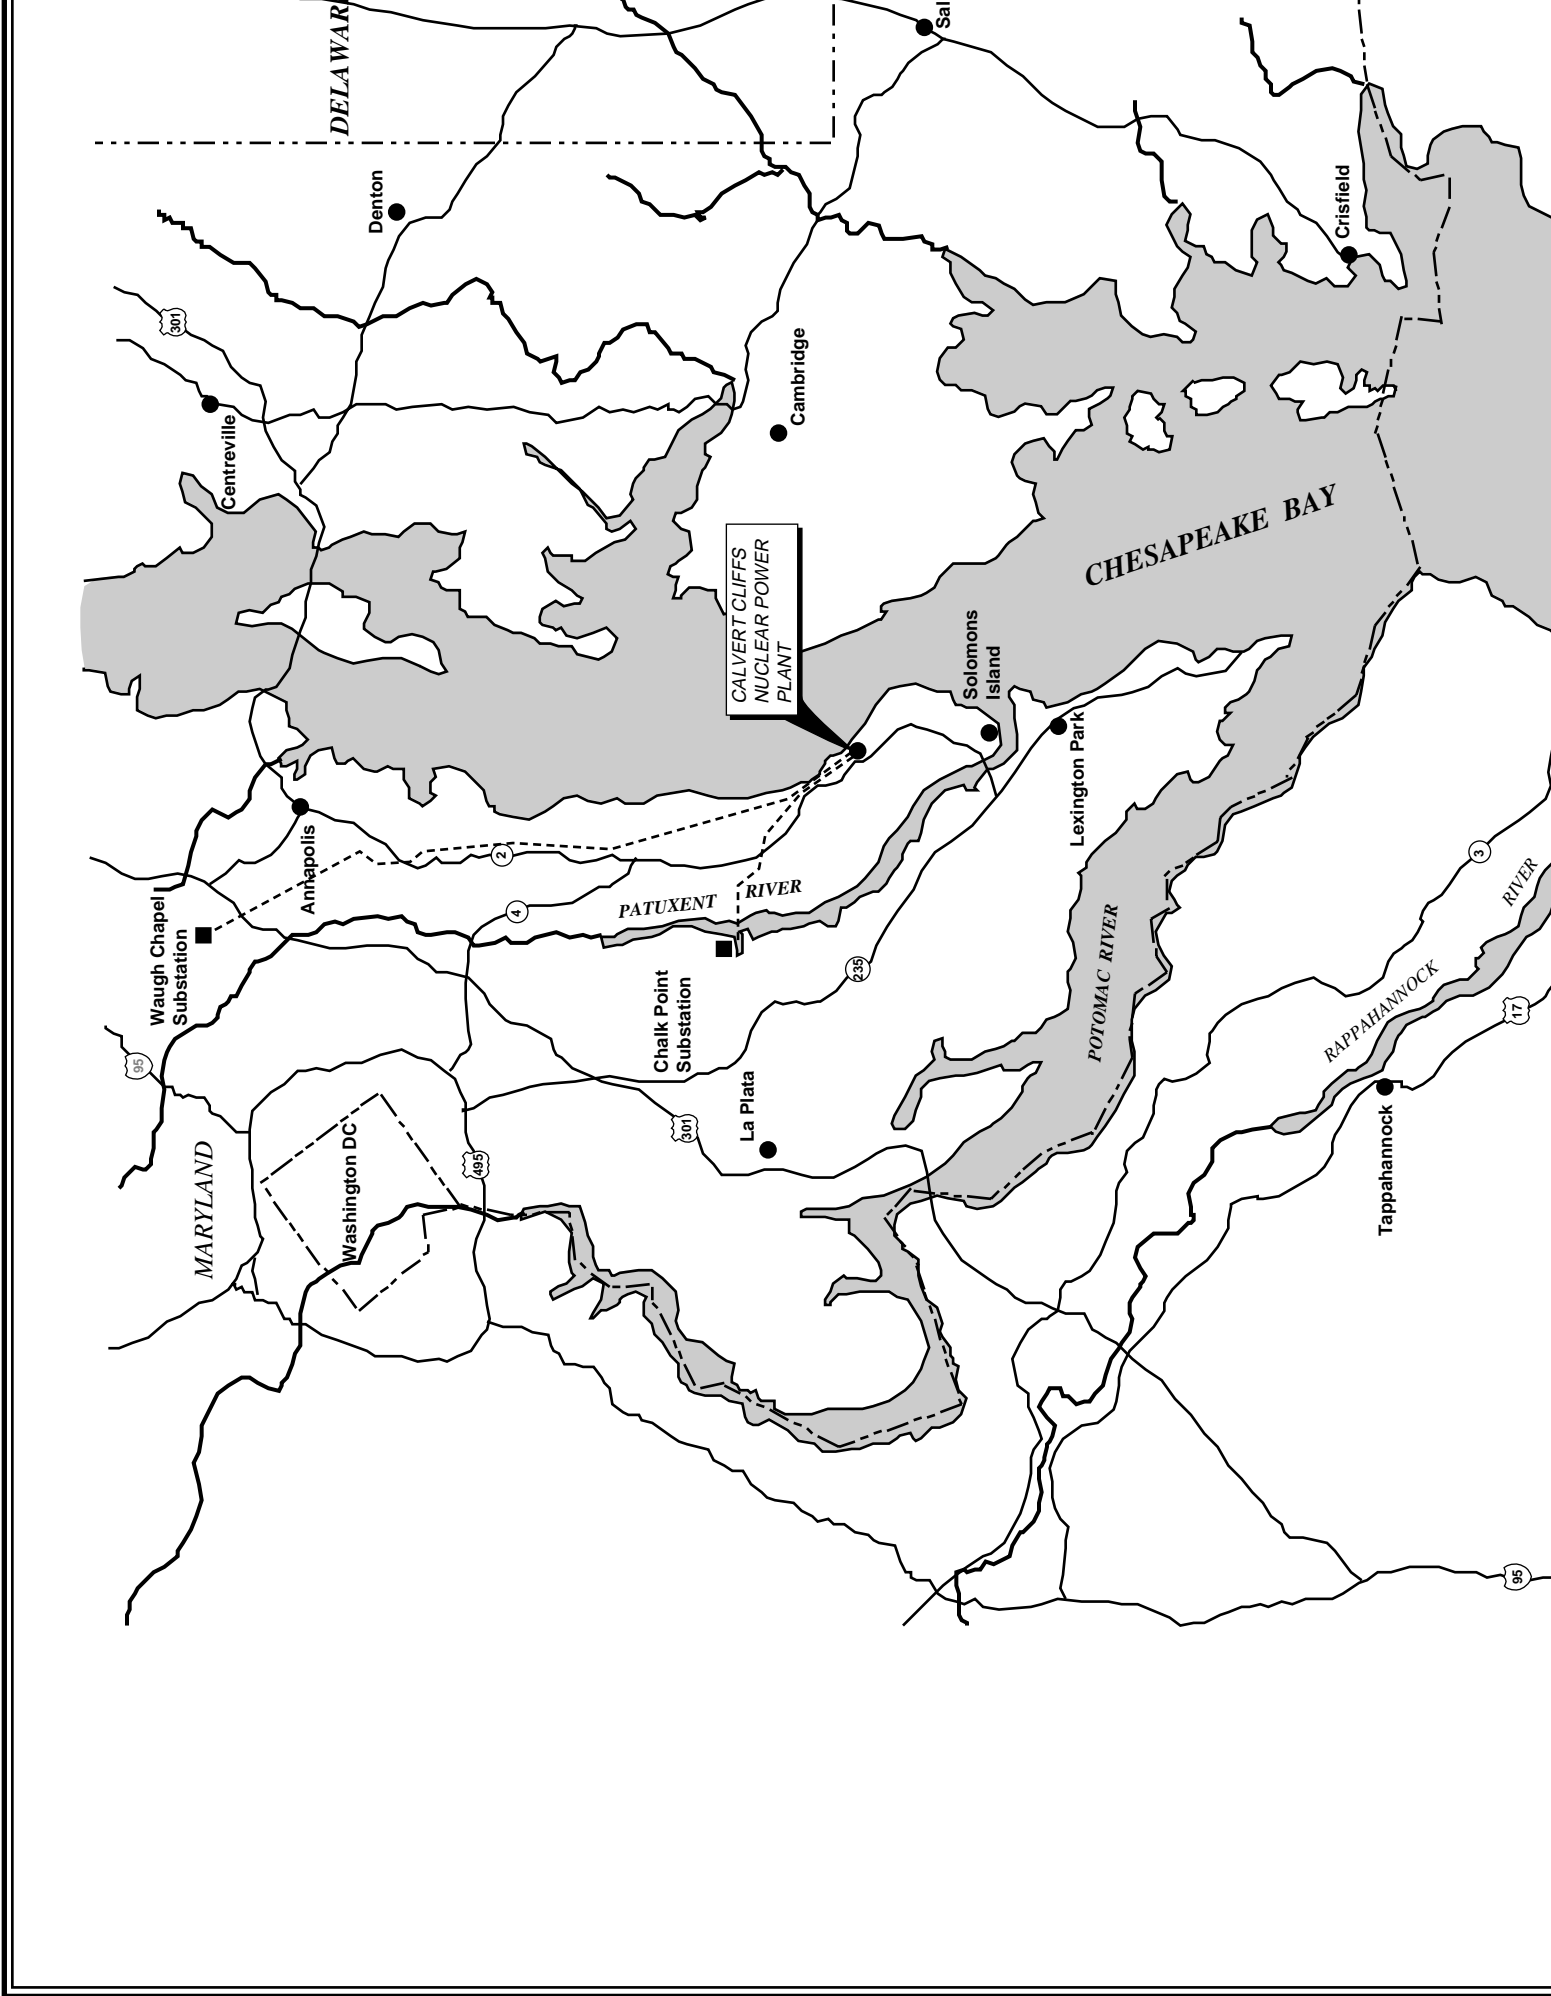 MARYLAND
Washington DC
95
Waugh Chapel
Substation
Annapolis
Centreville
301
Denton
DELAWAR
495
4
2
Chalk Point
Substation
PATUXENT
RIVER
301
La Plata
CALVERT CLIFFS
NUCLEAR POWER
PLANT
Cambridge
235
Solomons
Island
Sal
Lexington Park
POTOMAC RIVER
CHESAPEAKE BAY
Crisfield
Tappahannock
RAPPAHANNOCK
RIVER
3
17
95